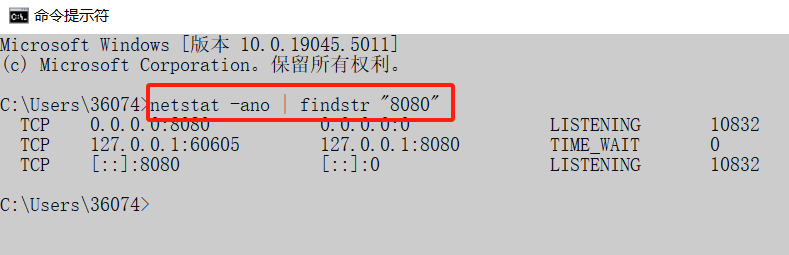 命令提示符
Microsoft Windows [版本 10.0.19045.5011]
(c) Microsoft Corporation。保留所有权利。
C:\Users\36074>netstat -ano | findstr "8080"
TCP 0.0.0.0:8080 0.0.0.0:0 LISTENING 10832
TCP 127.0.0.1:60605 127.0.0.1:8080 TIME_WAIT 0
TCP [::]:8080 [::]:0 LISTENING 10832
C:\Users\36074>